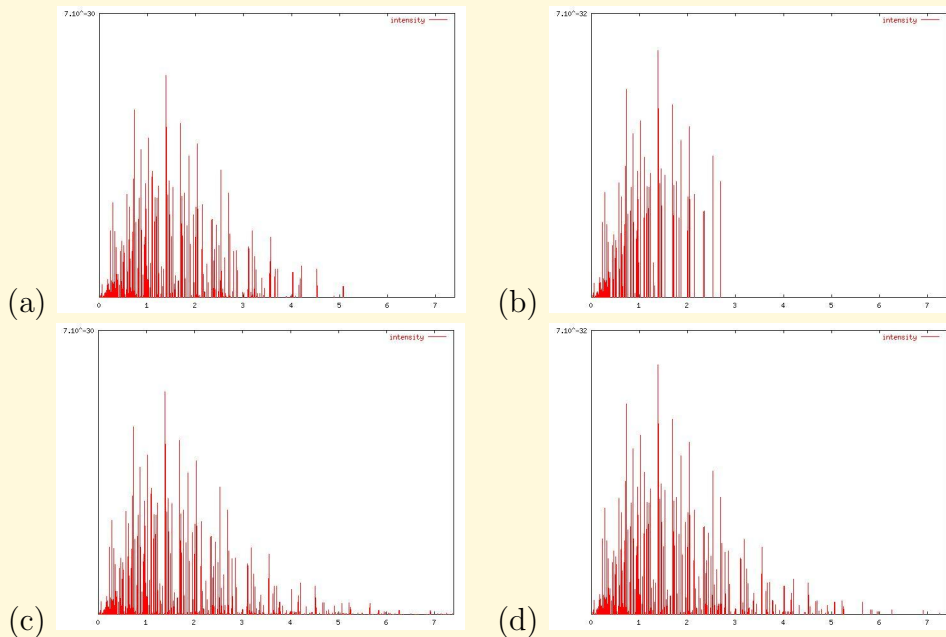 7.10^-30
intensity
0 1 2 3 4 5 6 7
(a)
7.10^-32
intensity
0 1 2 3 4 5 6 7
(b)
7.10^-30
intensity
0 1 2 3 4 5 6 7
(c)
7.10^-32
intensity
0 1 2 3 4 5 6 7
(d)